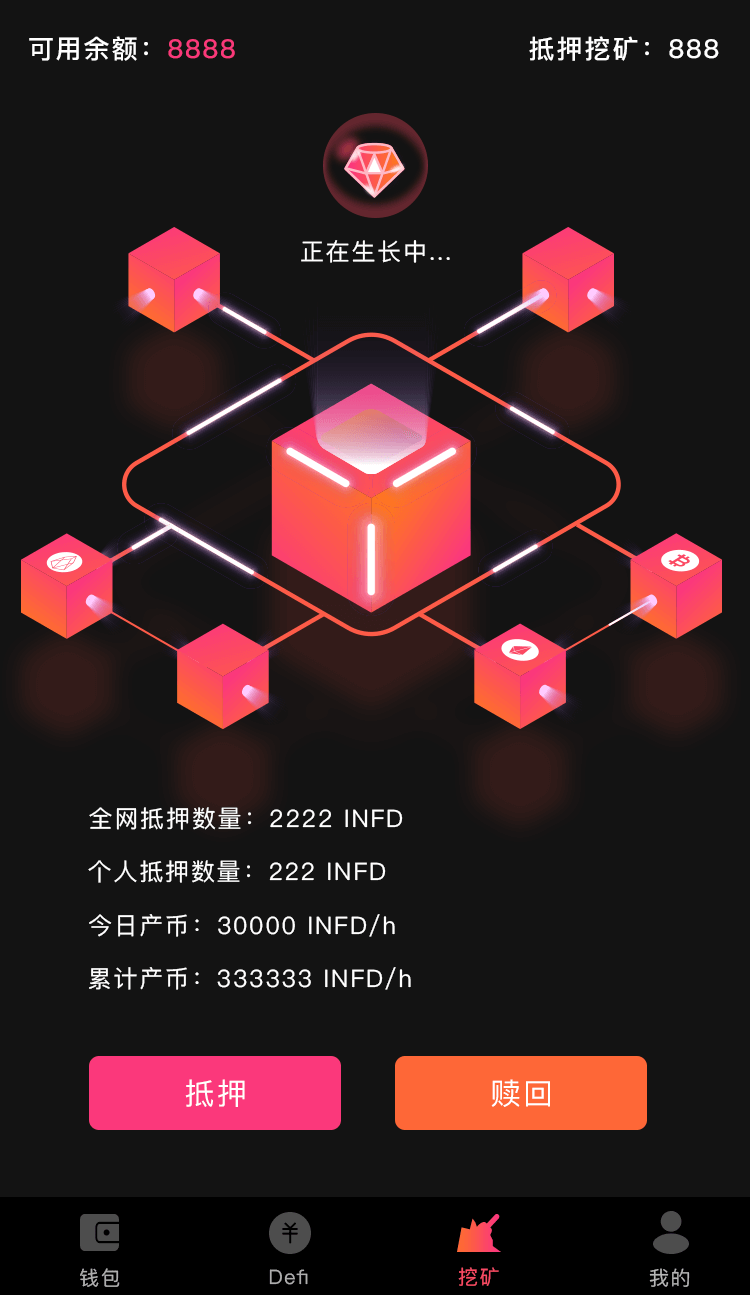 可用余额：8888
抵押挖矿：888
正在生长中...
全网抵押数量：2222 INFD
个人抵押数量：222 INFD
今日产币：30000 INFD/h
累计产币：333333 INFD/h
抵押
赎回
钱包
Defi
挖矿
我的